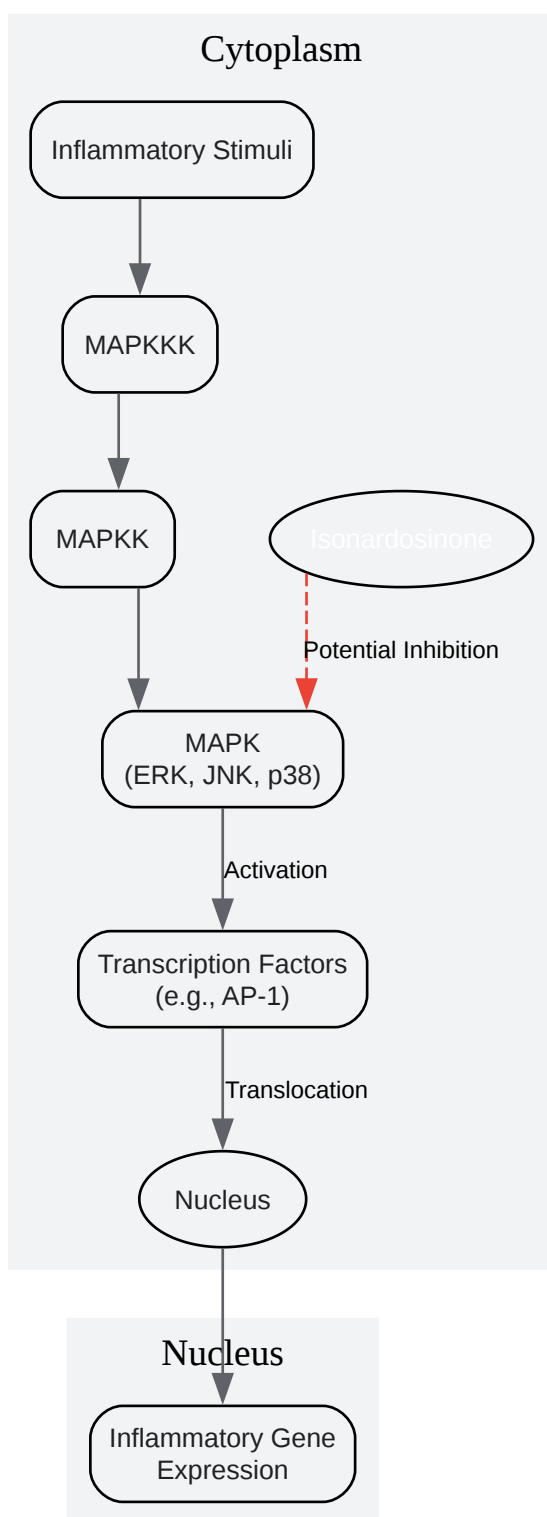 Cytoplasm
Inflammatory Stimuli
MAPKKK
MAPKK
Isonardosinone
Potential Inhibition
MAPK
(ERK, JNK, p38)
Activation
Transcription Factors
(e.g., AP-1)
Translocation
Nucleus
Nucleus
Inflammatory Gene
Expression